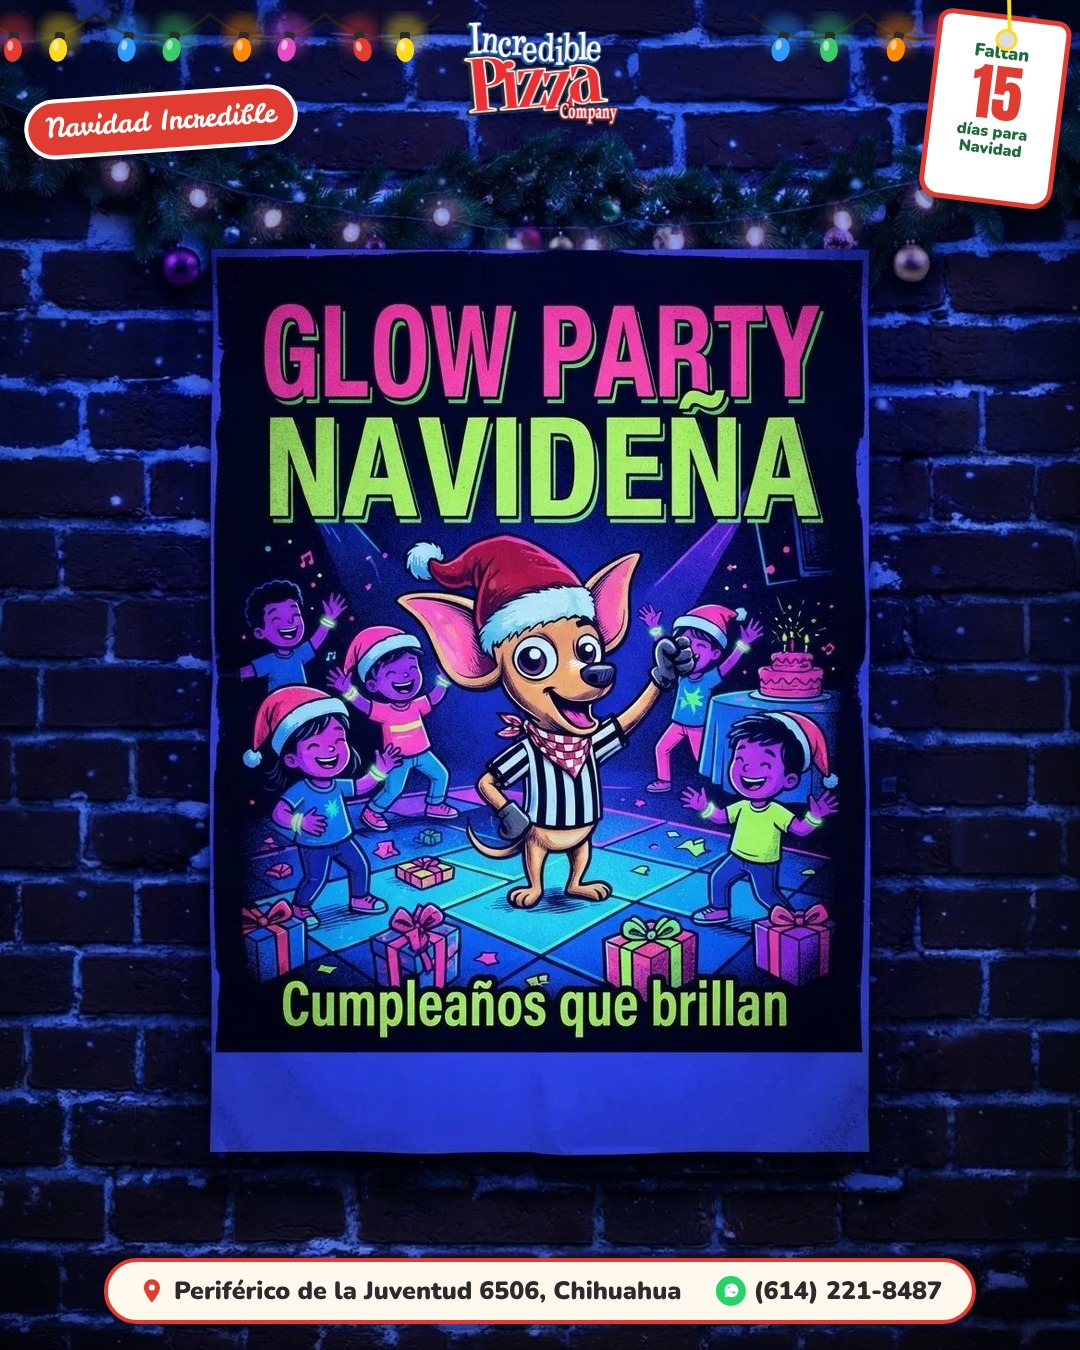 Incredible
Pizza
Company
Navidad Incredible
Faltan
15
días para
Navidad
GLOW PARTY
NAVIDEÑA
Cumpleaños que brillan
Periférico de la Juventud 6506, Chihuahua
(614) 221-8487